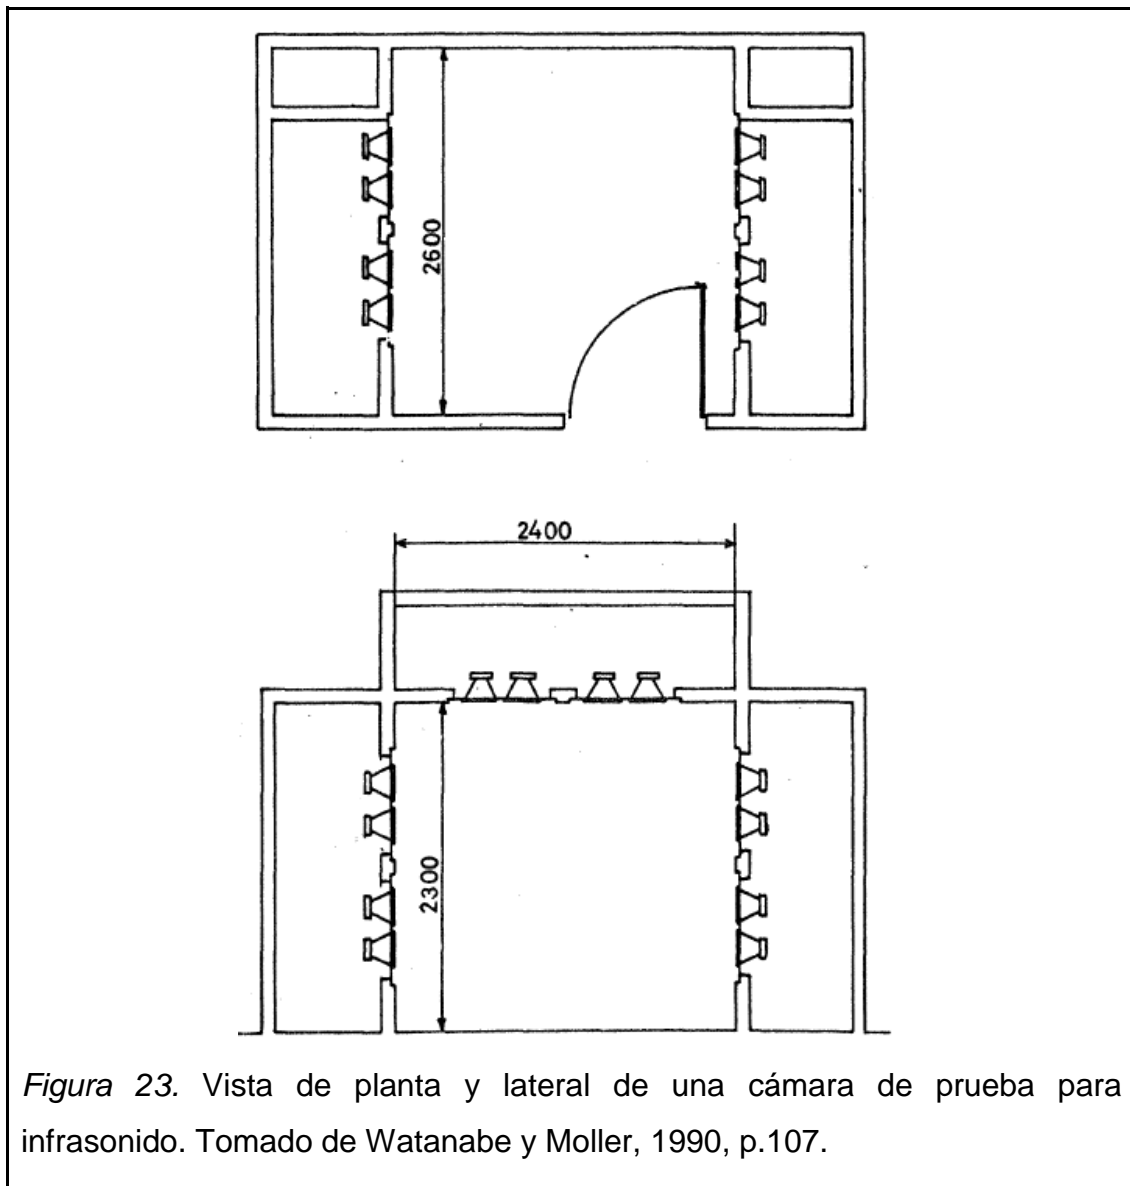 2600
2400
2300
Figura 23. Vista de planta y lateral de una cámara de prueba para
infrasonido. Tomado de Watanabe y Moller, 1990, p.107.